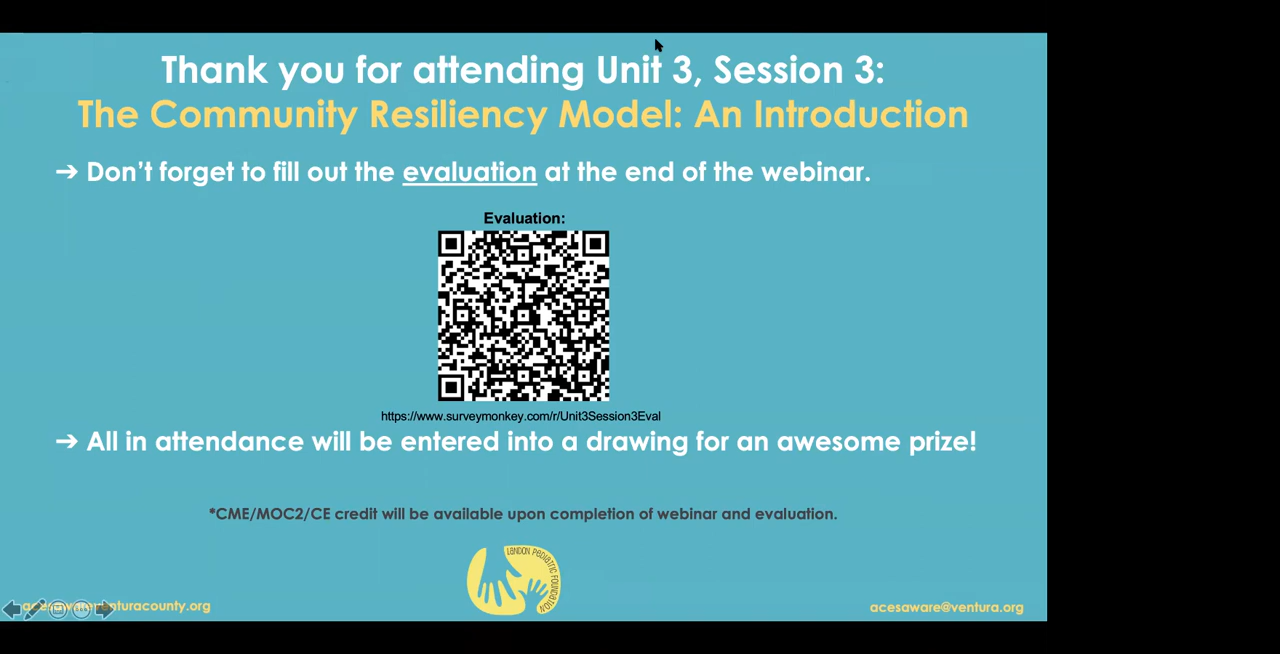 Thank you for attending Unit 3, Session 3:
The Community Resiliency Model: An Introduction
➔ Don’t forget to fill out the evaluation at the end of the webinar.
Evaluation:
https://www.surveymonkey.com/r/Unit3Session3Eval
➔ All in attendance will be entered into a drawing for an awesome prize!
*CME/MOC2/CE credit will be available upon completion of webinar and evaluation.
LANDON PEDIATRIC FOUNDATION
acesawareventuracounty.org
acesaware@ventura.org